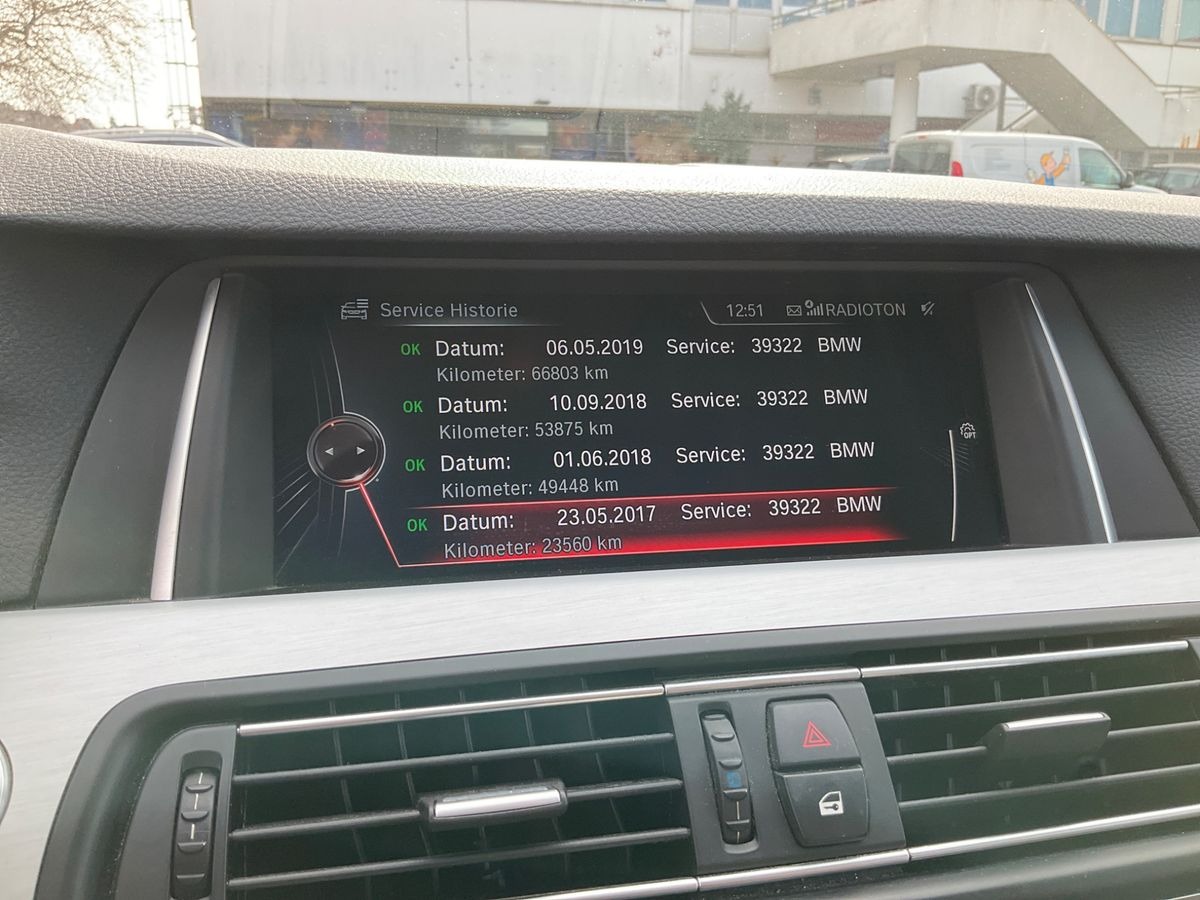 Service Historie 12:51 RADIOTON
OK Datum: 06.05.2019 Service: 39322 BMW
Kilometer: 66803 km
OK Datum: 10.09.2018 Service: 39322 BMW
Kilometer: 53875 km
OK Datum: 01.06.2018 Service: 39322 BMW
Kilometer: 49448 km
OK Datum: 23.05.2017 Service: 39322 BMW
Kilometer: 23560 km
OPT